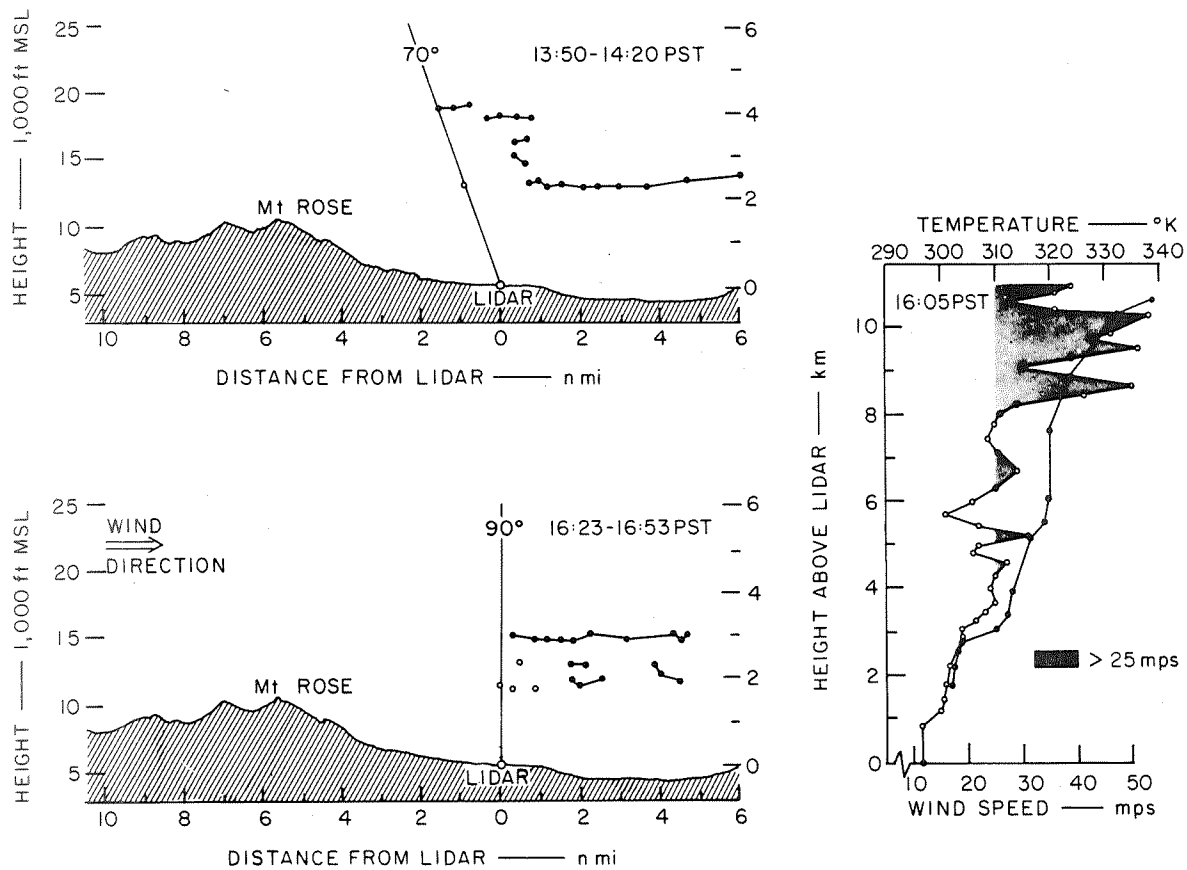 HEIGHT — 1,000 ft MSL
25
20
15
10
5
70°
13:50-14:20 PST
6
4
2
0
Mt ROSE
LIDAR
10 8 6 4 2 0 2 4 6
DISTANCE FROM LIDAR — n mi
HEIGHT — 1,000 ft MSL
25
20
15
10
5
WIND
DIRECTION
90°
16:23-16:53 PST
6
4
2
0
Mt ROSE
LIDAR
10 8 6 4 2 0 2 4 6
DISTANCE FROM LIDAR — n mi
TEMPERATURE — °K
290 300 310 320 330 340
16:05 PST
HEIGHT ABOVE LIDAR — km
10
8
6
4
2
0
> 25 mps
10 20 30 40 50
WIND SPEED — mps